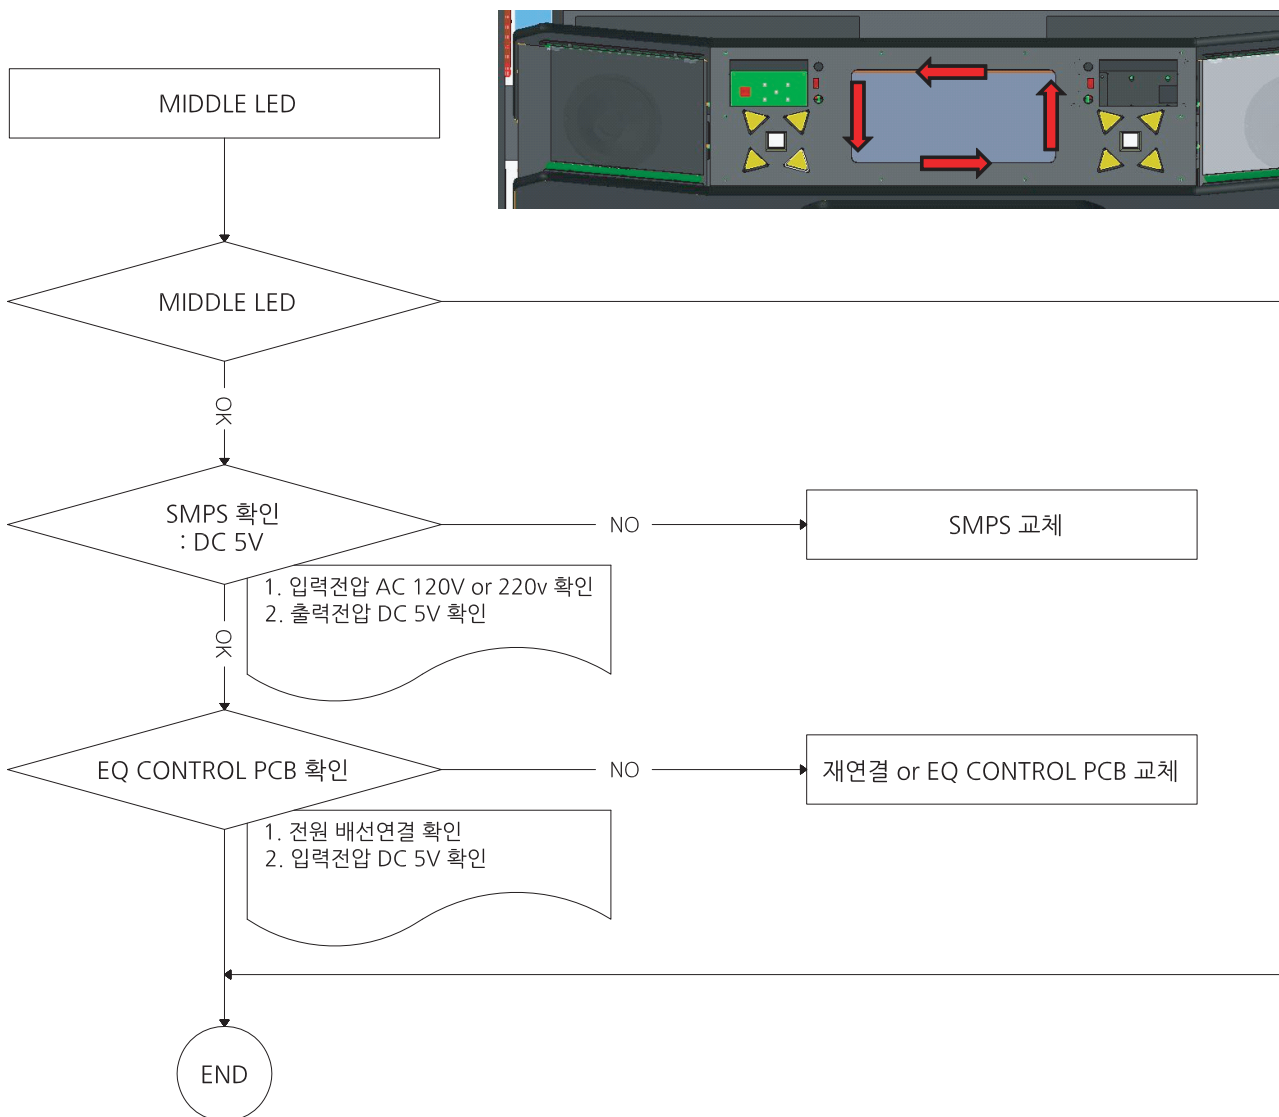 MIDDLE LED
MIDDLE LED
OK
SMPS 확인
: DC 5V
NO
SMPS 교체
1. 입력전압 AC 120V or 220v 확인
2. 출력전압 DC 5V 확인
OK
EQ CONTROL PCB 확인
NO
재연결 or EQ CONTROL PCB 교체
1. 전원 배선연결 확인
2. 입력전압 DC 5V 확인
END